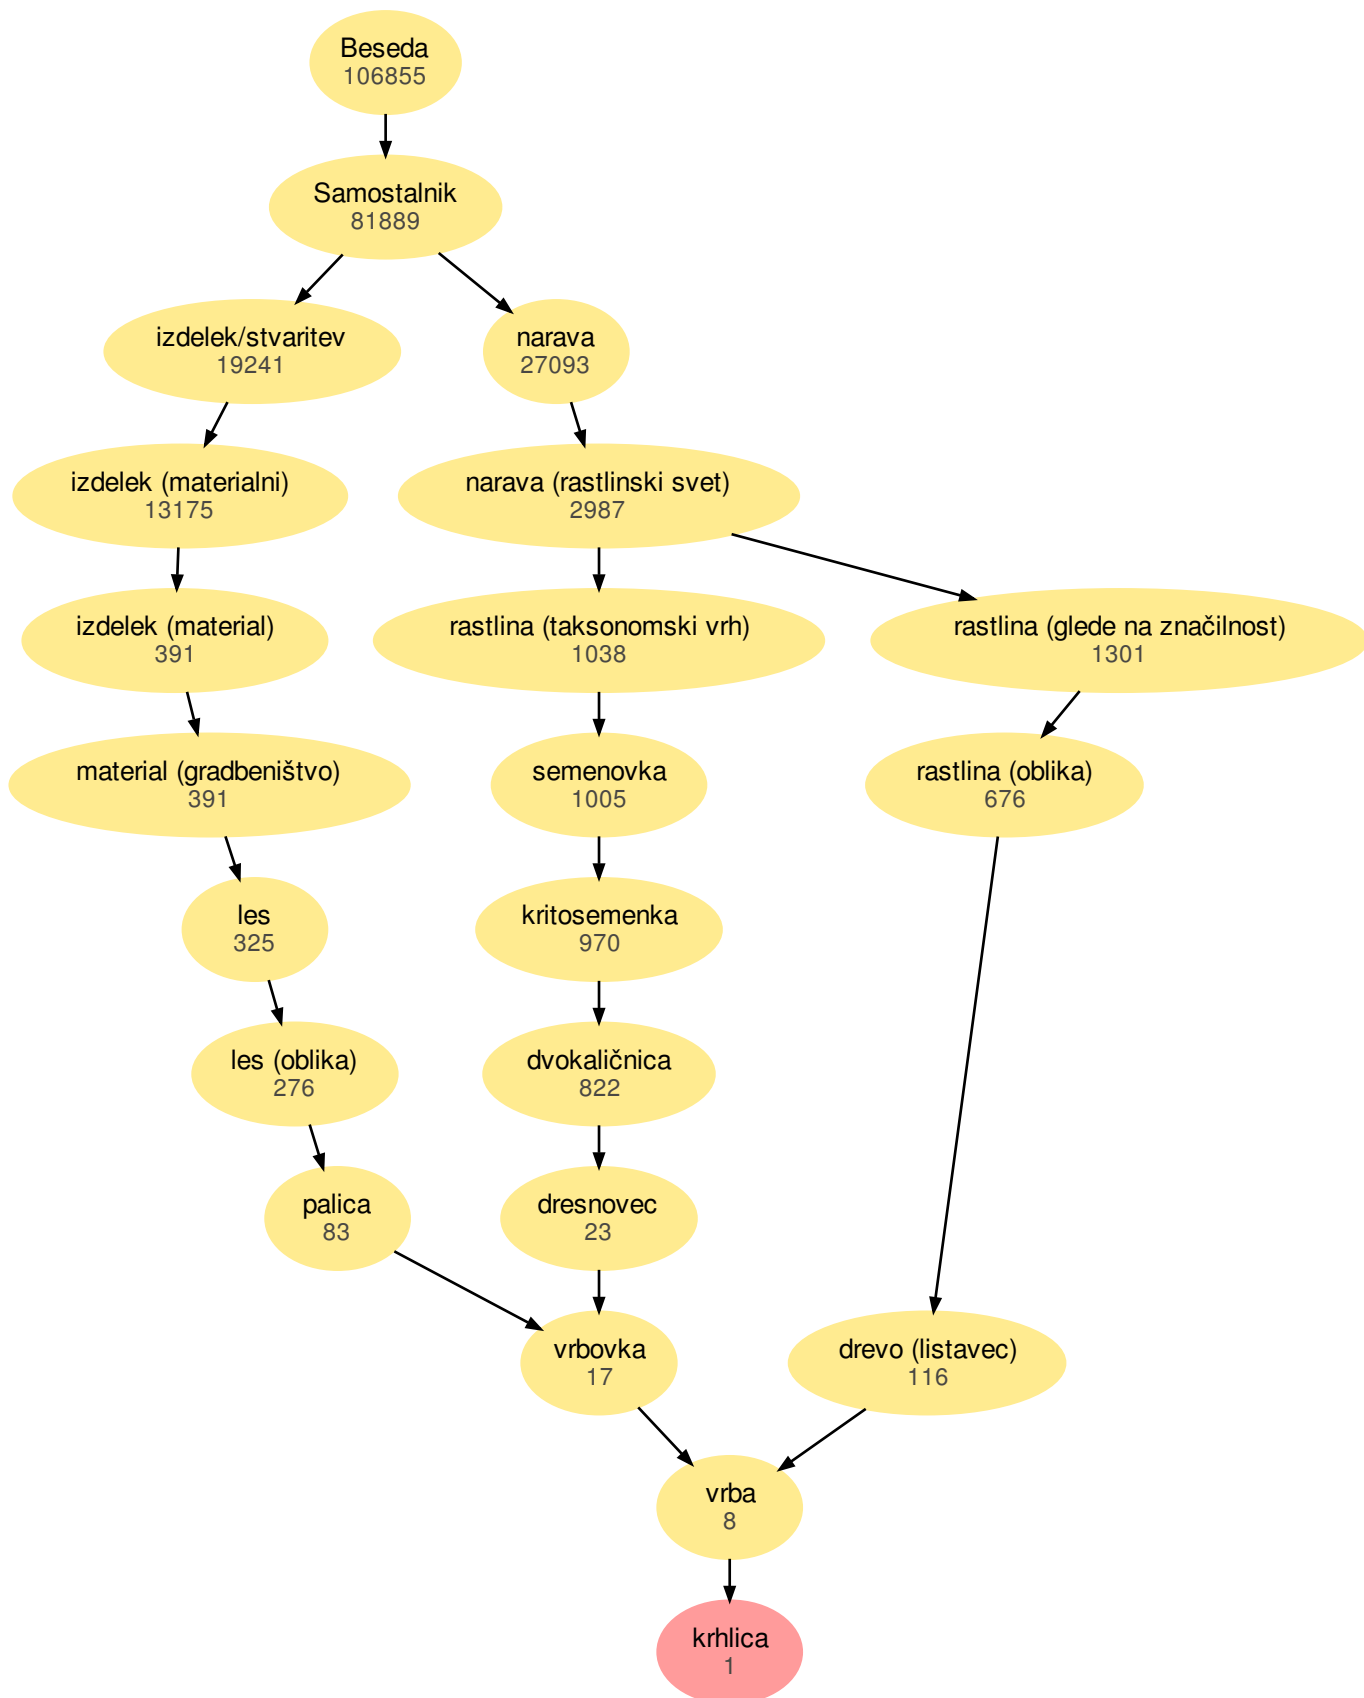 Beseda
106855
Samostalnik
81889
izdelek/stvaritev
19241
narava
27093
izdelek (materialni)
13175
narava (rastlinski svet)
2987
izdelek (material)
391
rastlina (taksonomski vrh)
1038
rastlina (glede na značilnost)
1301
material (gradbeništvo)
391
semenovka
1005
rastlina (oblika)
676
les
325
kritosemenka
970
les (oblika)
276
dvokaličnica
822
palica
83
dresnovec
23
vrbovka
17
drevo (listavec)
116
vrba
8
krhlica
1